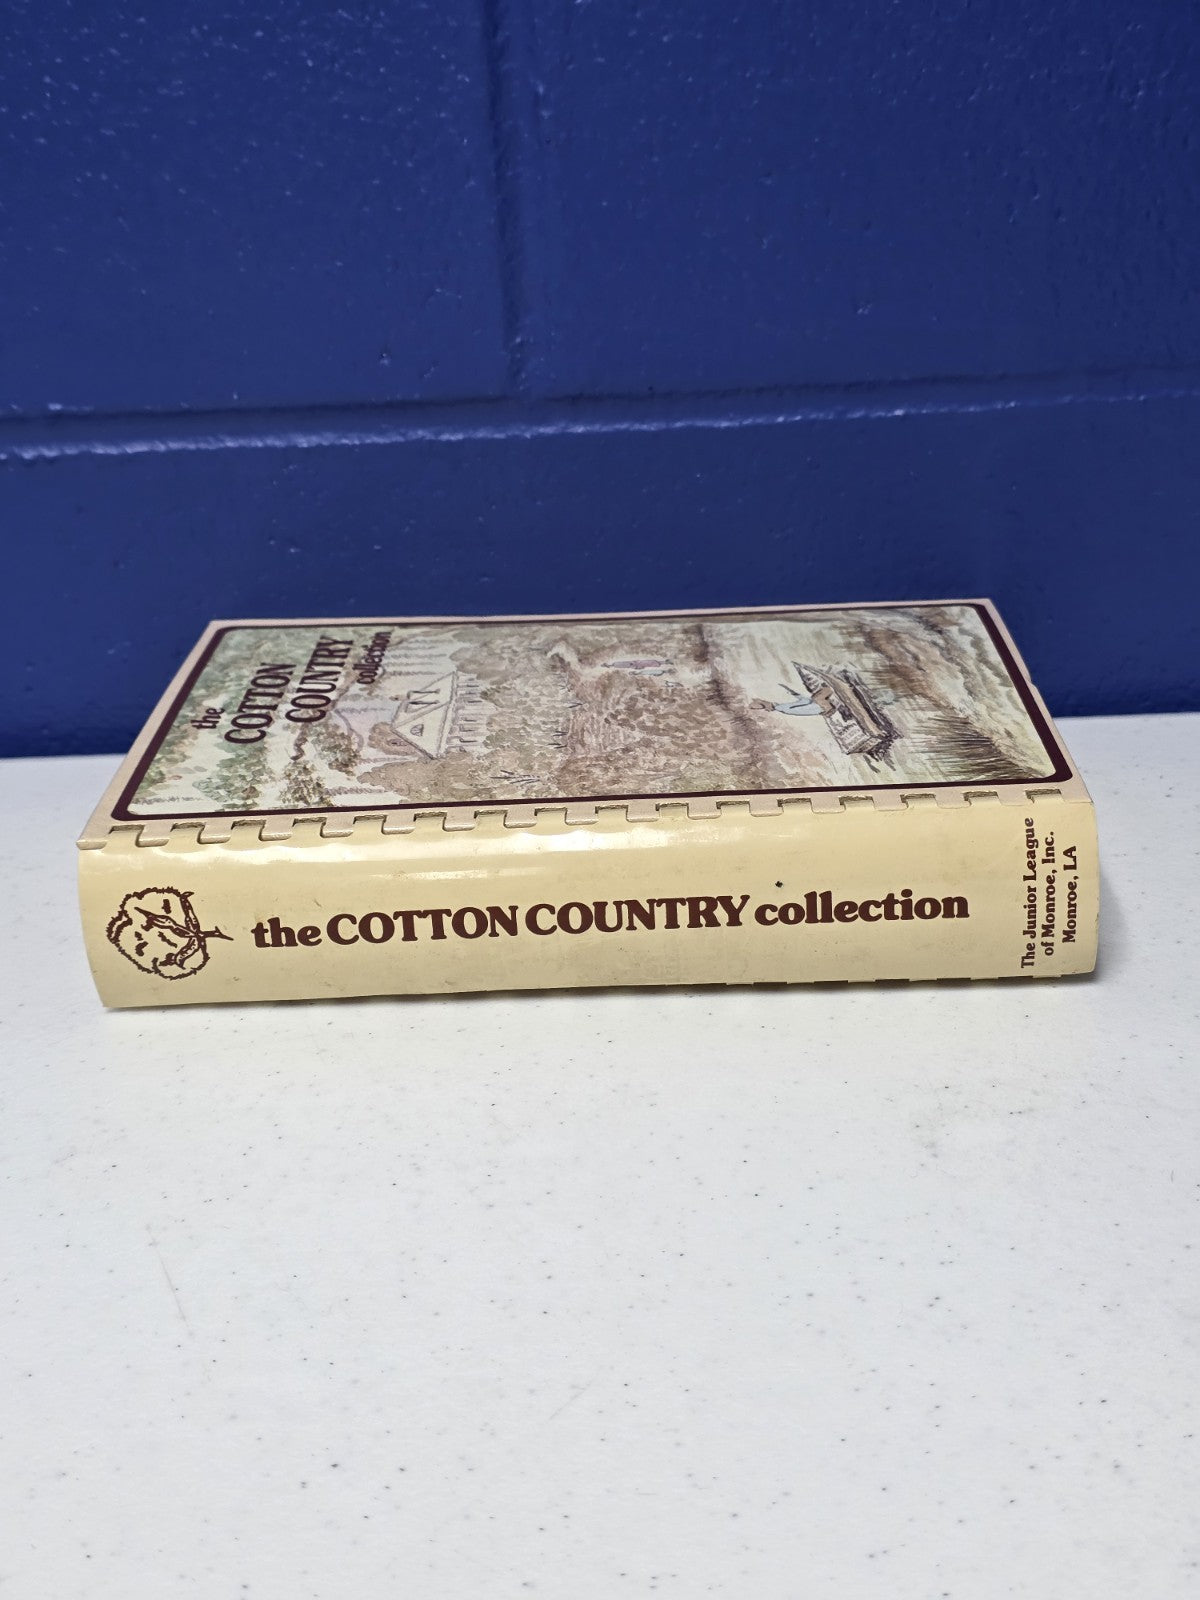 the
COTTON
COUNTRY
collection
the COTTON COUNTRY collection
The Junior League
of Monroe, Inc.
Monroe, LA